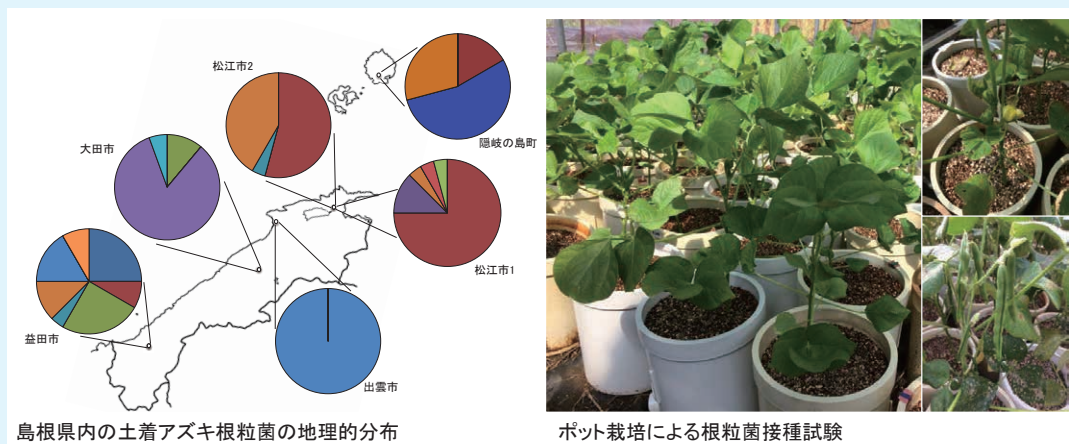 松江市2
隠岐の島町
大田市
松江市1
益田市
出雲市
島根県内の土着アズキ根粒菌の地理的分布
ポット栽培による根粒菌接種試験